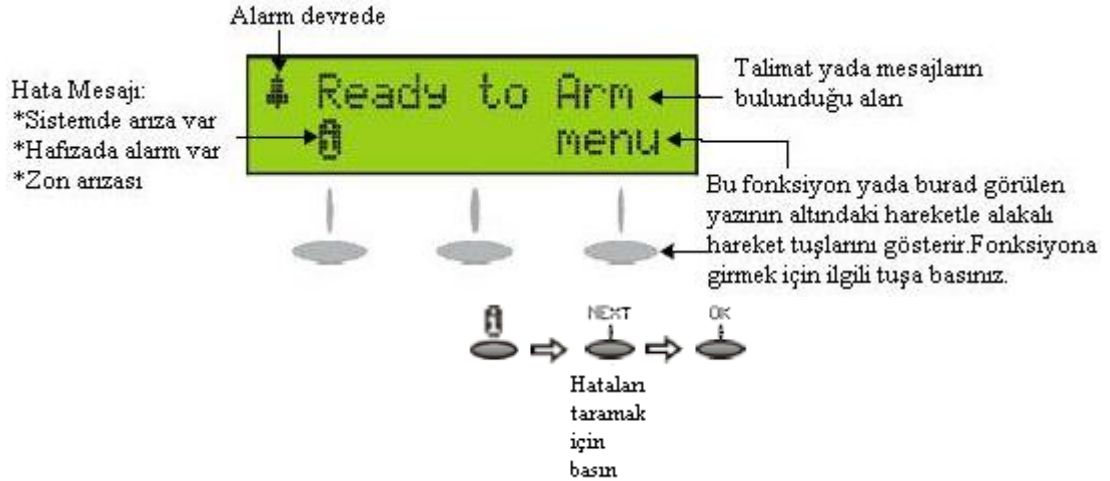 Alarm devrede
Ready to Arm
menu
Hata Mesajı:
*Sistemde arıza var
*Hafızada alarm var
*Zon arızası
Talimat yada mesajların
bulunduğu alan
Bu fonksiyon yada burad görülen
yazının altındaki hareketle alakalı
hareket tuşlarını gösterir.Fonksiyona
girmek için ilgili tuşa basınız.
i
NEXT
OK
Hataları
taramak
için
basın